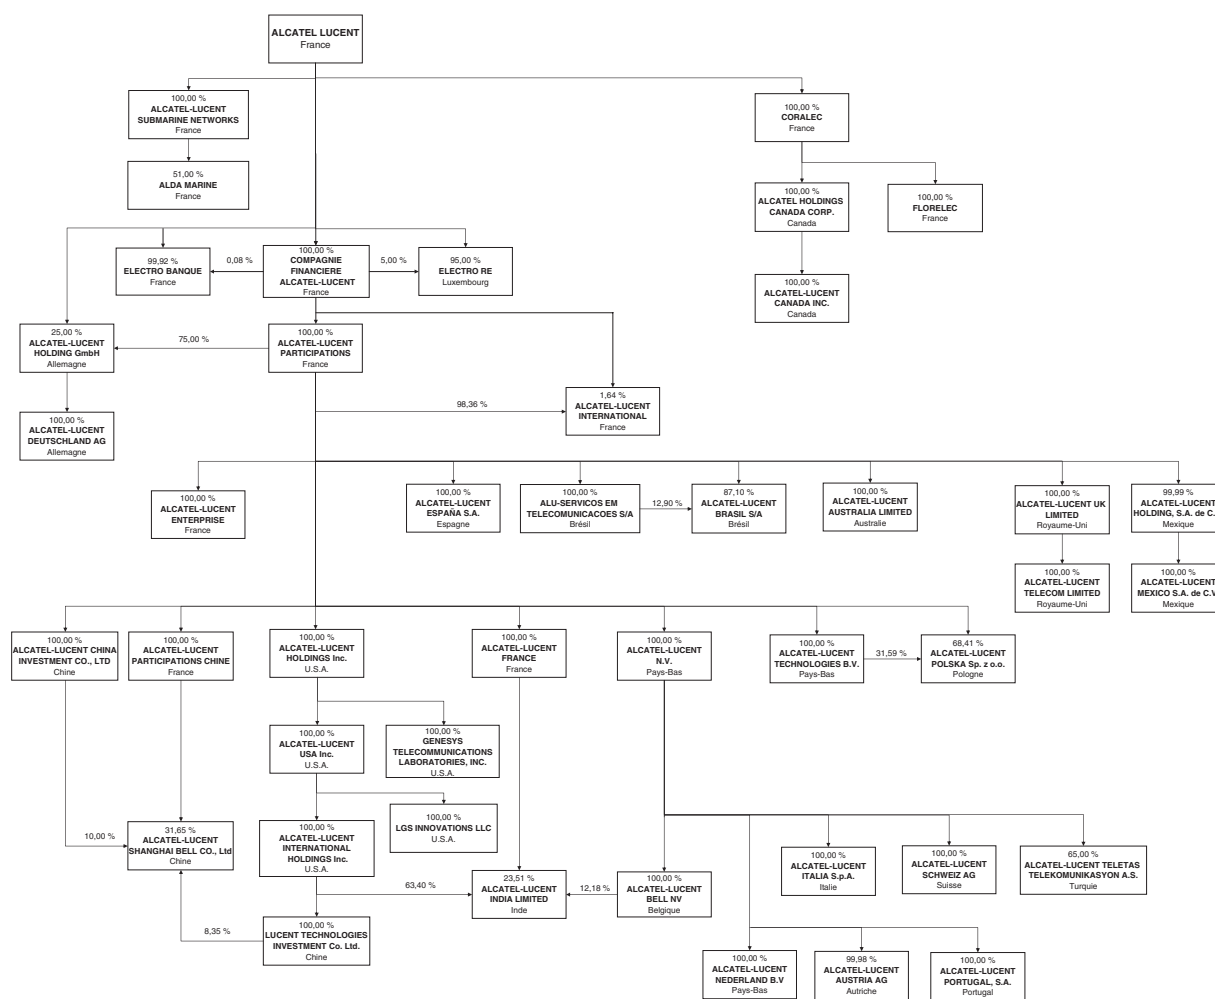 ALCATEL LUCENT
France
100,00 %
ALCATEL-LUCENT
SUBMARINE NETWORKS
France
100,00 %
CORALEC
France
51,00 %
ALDA MARINE
France
100,00 %
ALCATEL HOLDINGS
CANADA CORP.
Canada
100,00 %
FLORELEC
France
99,92 %
ELECTRO BANQUE
France
0,08 %
100,00 %
COMPAGNIE
FINANCIERE
ALCATEL-LUCENT
France
5,00 %
95,00 %
ELECTRO RE
Luxembourg
100,00 %
ALCATEL-LUCENT
CANADA INC.
Canada
25,00 %
ALCATEL-LUCENT
HOLDING GmbH
Allemagne
75,00 %
100,00 %
ALCATEL-LUCENT
PARTICIPATIONS
France
98,36 %
1,64 %
ALCATEL-LUCENT
INTERNATIONAL
France
100,00 %
ALCATEL-LUCENT
DEUTSCHLAND AG
Allemagne
100,00 %
ALCATEL-LUCENT
ENTERPRISE
France
100,00 %
ALCATEL-LUCENT
ESPAÑA S.A.
Espagne
100,00 %
ALU-SERVICOS EM
TELECOMUNICACOES S/A
Brésil
12,90 %
87,10 %
ALCATEL-LUCENT
BRASIL S/A
Brésil
100,00 %
ALCATEL-LUCENT
AUSTRALIA LIMITED
Australie
100,00 %
ALCATEL-LUCENT UK
LIMITED
Royaume-Uni
99,99 %
ALCATEL-LUCENT
HOLDING, S.A. de C.
Mexique
100,00 %
ALCATEL-LUCENT
TELECOM LIMITED
Royaume-Uni
100,00 %
ALCATEL-LUCENT
MEXICO S.A. de C.V
Mexique
100,00 %
ALCATEL-LUCENT CHINA
INVESTMENT CO., LTD
Chine
100,00 %
ALCATEL-LUCENT
PARTICIPATIONS CHINE
France
100,00 %
ALCATEL-LUCENT
HOLDINGS Inc.
U.S.A.
100,00 %
ALCATEL-LUCENT
FRANCE
France
100,00 %
ALCATEL-LUCENT
N.V.
Pays-Bas
100,00 %
ALCATEL-LUCENT
TECHNOLOGIES B.V.
Pays-Bas
31,59 %
68,41 %
ALCATEL-LUCENT
POLSKA Sp. z o.o.
Pologne
100,00 %
ALCATEL-LUCENT
USA Inc.
U.S.A.
100,00 %
GENESYS
TELECOMMUNICATIONS
LABORATORIES, INC.
U.S.A.
100,00 %
LGS INNOVATIONS LLC
U.S.A.
10,00 %
31,65 %
ALCATEL-LUCENT
SHANGHAI BELL CO., Ltd
Chine
100,00 %
ALCATEL-LUCENT
INTERNATIONAL
HOLDINGS Inc.
U.S.A.
100,00 %
ALCATEL-LUCENT
ITALIA S.p.A.
Italie
100,00 %
ALCATEL-LUCENT
SCHWEIZ AG
Suisse
65,00 %
ALCATEL-LUCENT TELETAS
TELEKOMUNIKASYON A.S.
Turquie
63,40 %
23,51 %
ALCATEL-LUCENT
INDIA LIMITED
Inde
12,18 %
100,00 %
ALCATEL-LUCENT
BELL NV
Belgique
8,35 %
100,00 %
LUCENT TECHNOLOGIES
INVESTMENT Co. Ltd.
Chine
100,00 %
ALCATEL-LUCENT
NEDERLAND B.V
Pays-Bas
99,98 %
ALCATEL-LUCENT
AUSTRIA AG
Autriche
100,00 %
ALCATEL-LUCENT
PORTUGAL, S.A.
Portugal